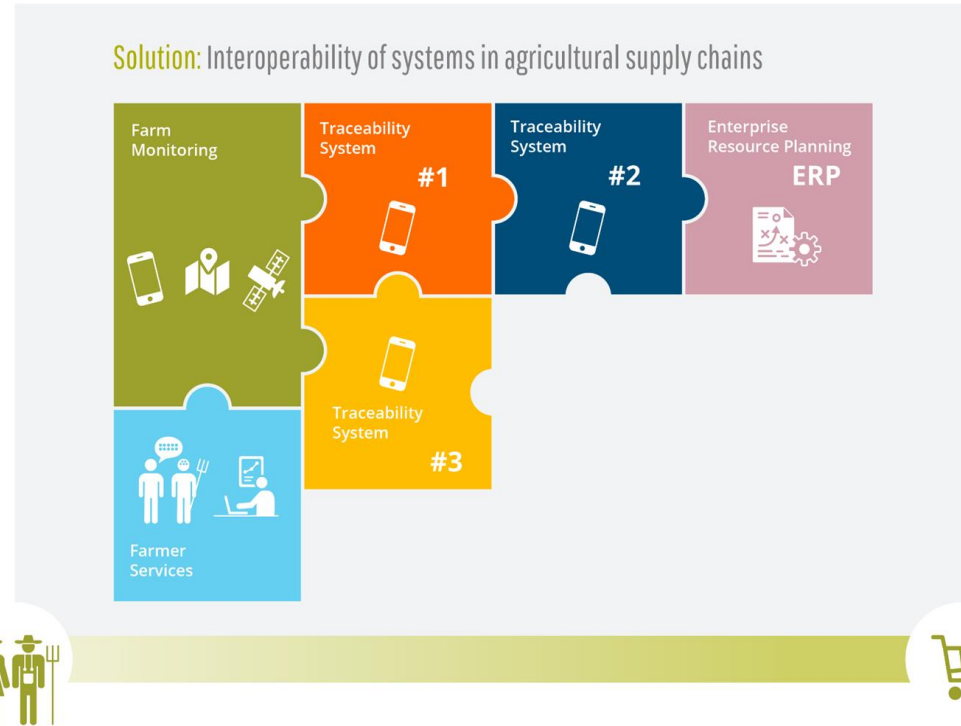 Solution: Interoperability of systems in agricultural supply chains
Farm
Monitoring
Traceability
System
#1
Traceability
System
#2
Enterprise
Resource Planning
ERP
Traceability
System
#3
Farmer
Services